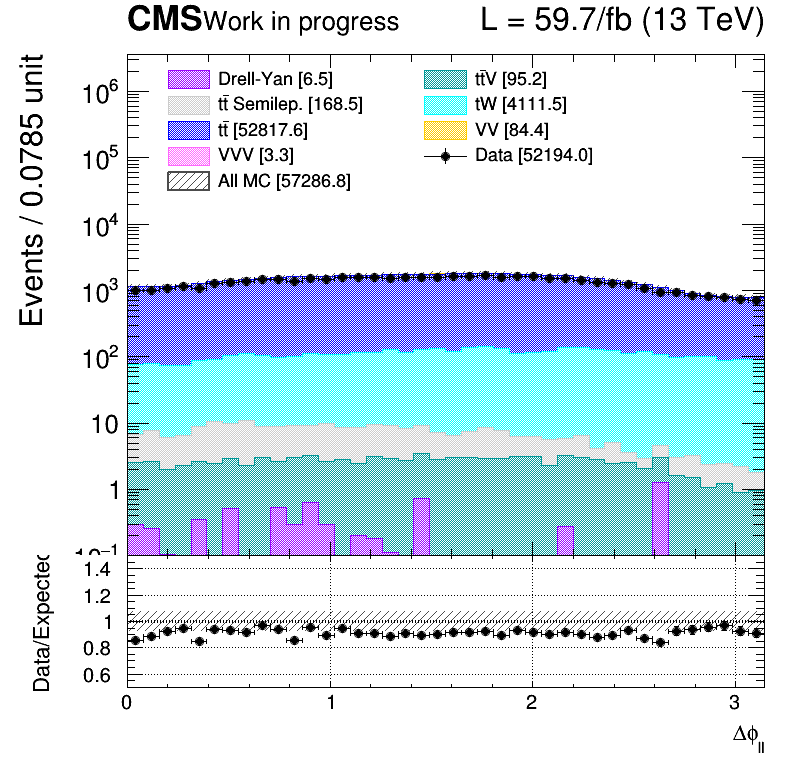 CMS Work in progress L = 59.7/fb (13 TeV)
Events / 0.0785 unit
Drell-Yan [6.5]
tt̄ Semilep. [168.5]
tt̄ [52817.6]
VVV [3.3]
All MC [57286.8]
tt̄V [95.2]
tW [4111.5]
VV [84.4]
Data [52194.0]
10⁶
10⁵
10⁴
10³
10²
10
1
10⁻¹
Data/Expected
1.4
1.2
1
0.8
0.6
0 1 2 3
Δϕ_ll